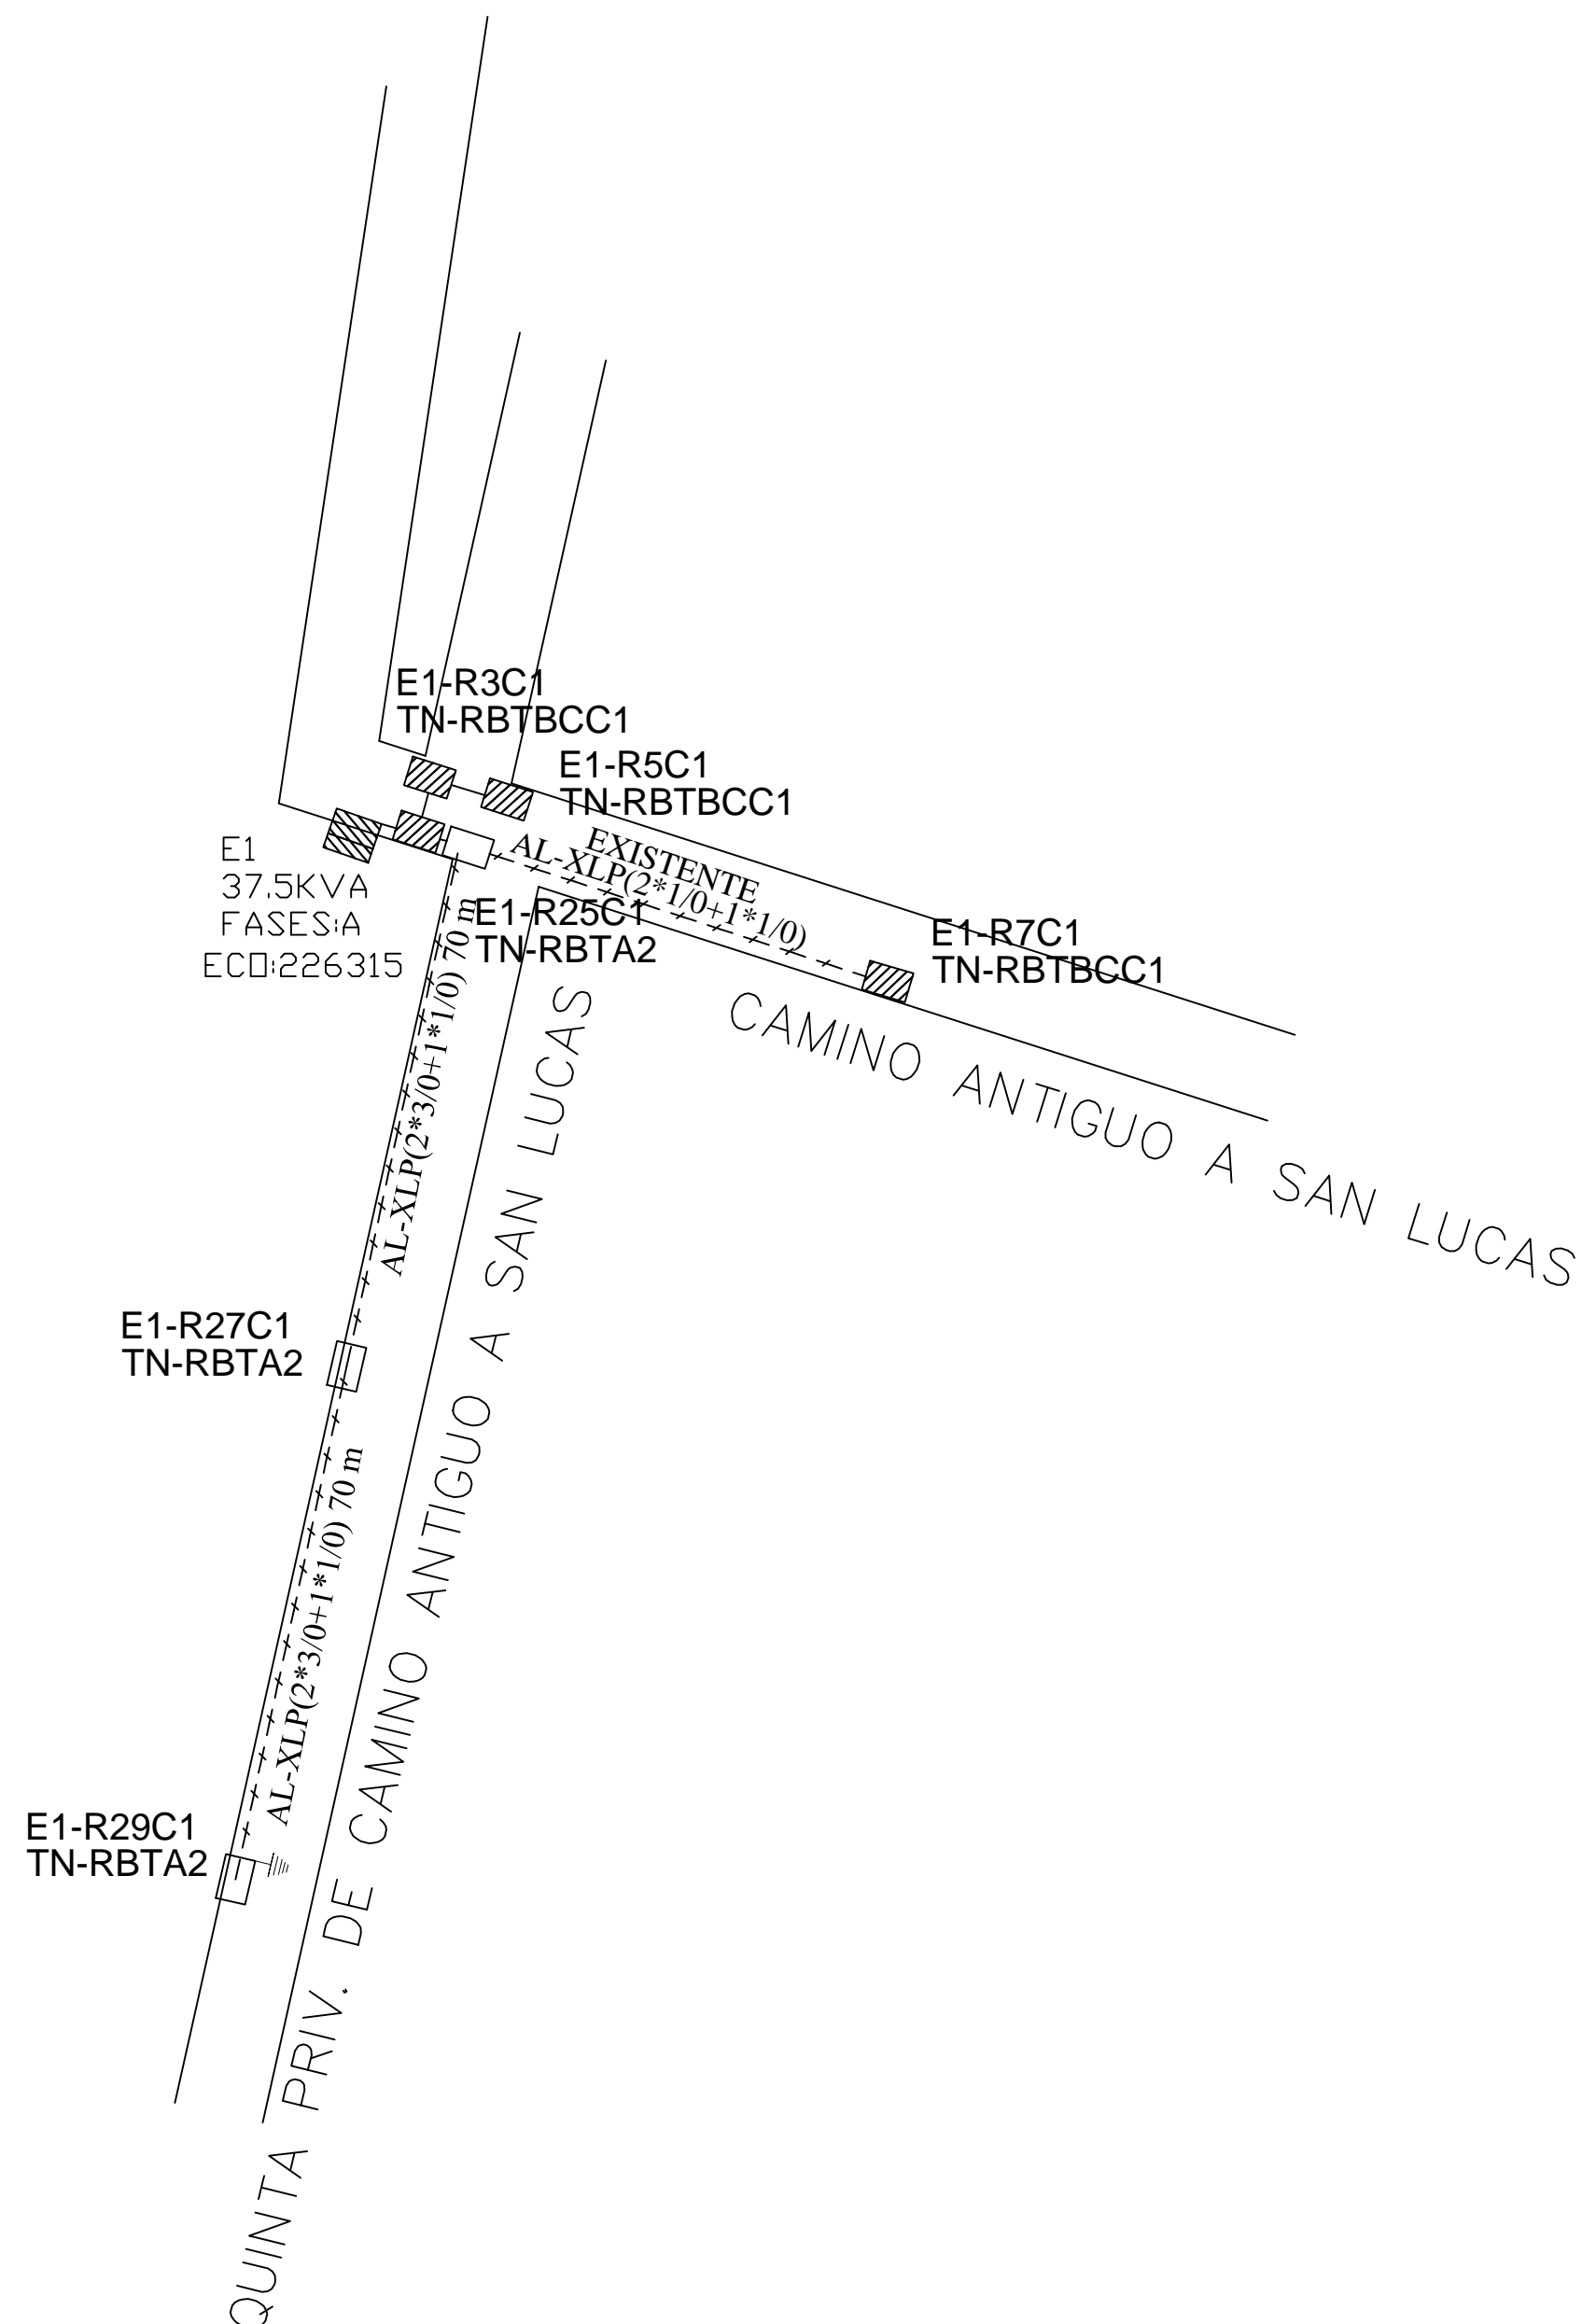 E1-R3C1
TN-RBTBCC1
E1-R5C1
TN-RBTBCC1
E1
37.5KVA
FASES:A
ECO:226315
EXISTENTE
AL-XLP(2*1/0+1*1/0)
E1-R25C1
TN-RBTA2
E1-R7C1
TN-RBTBCC1
CAMINO ANTIGUO A SAN LUCAS
AL-XLP(2*3/0+1*1/0) 70 m
E1-R27C1
TN-RBTA2
AL-XLP(2*3/0+1*1/0) 70 m
E1-R29C1
TN-RBTA2
QUINTA PRIV. DE CAMINO ANTIGUO A SAN LUCAS